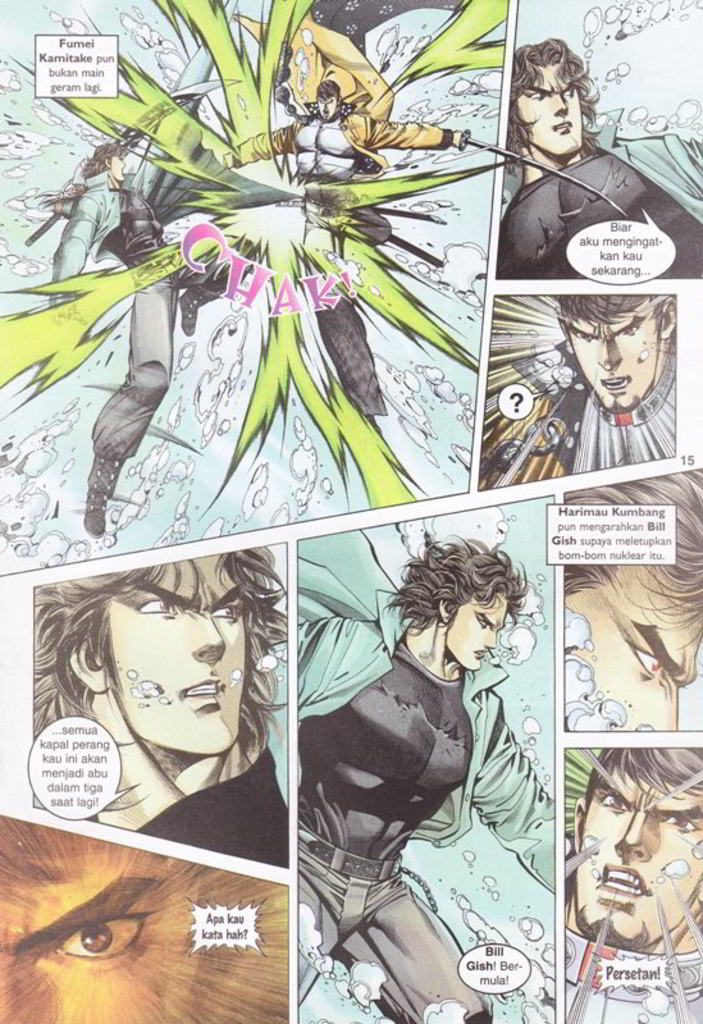 Fumei
Kamitake pun
bukan main
geram lagi.
CHAK!
Biar
aku mengingat-
kan kau
sekarang...
?
15
Harimau Kumbang
pun mengarahkan Bill
Gish supaya meletupkan
bom-bom nuklear itu.
...semua
kapal perang
kau ini akan
menjadi abu
dalam tiga
saat lagi!
Apa kau
kata hah?
Bill
Gish! Ber-
mula!
Persetan!